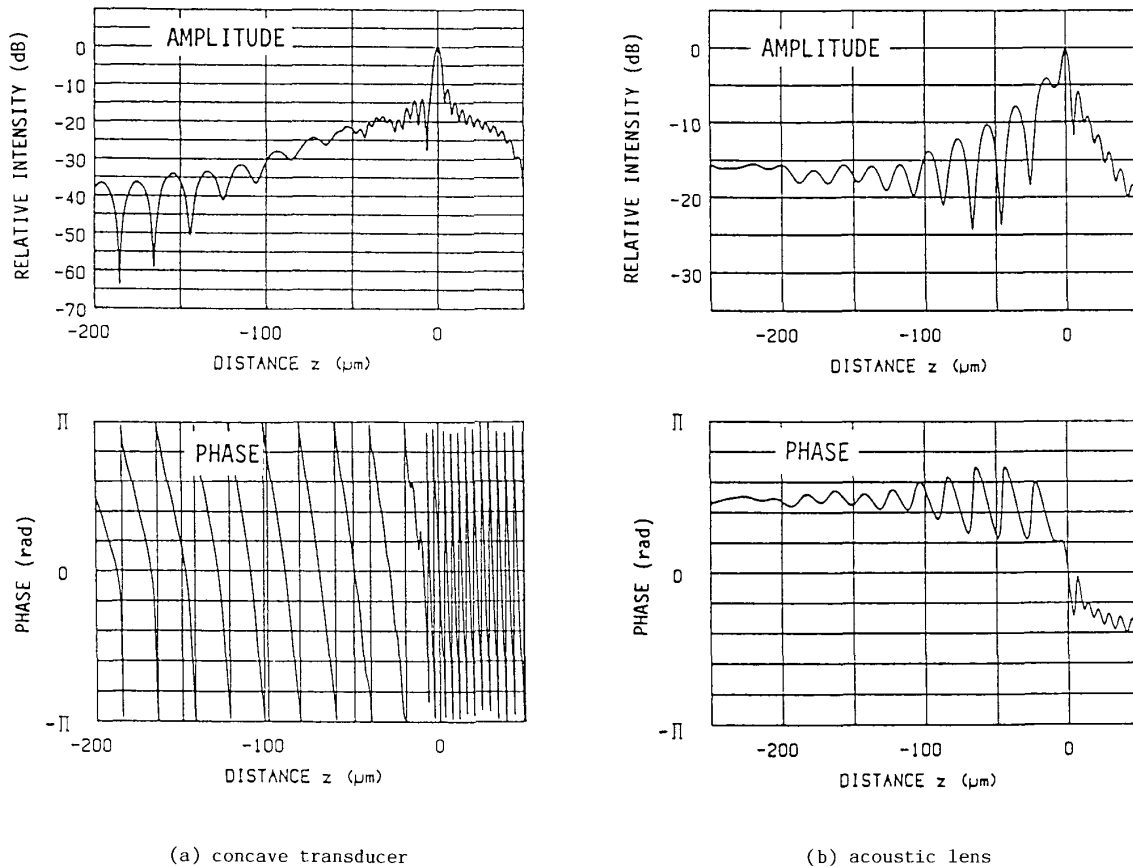 RELATIVE INTENSITY (dB)
0
-10
-20
-30
-40
-50
-60
-70
AMPLITUDE
-200
-100
0
DISTANCE z (μm)
PHASE (rad)
Π
0
-Π
PHASE
-200
-100
0
DISTANCE z (μm)
(a) concave transducer
RELATIVE INTENSITY (dB)
0
-10
-20
-30
AMPLITUDE
-200
-100
0
DISTANCE z (μm)
PHASE (rad)
Π
0
-Π
PHASE
-200
-100
0
DISTANCE z (μm)
(b) acoustic lens